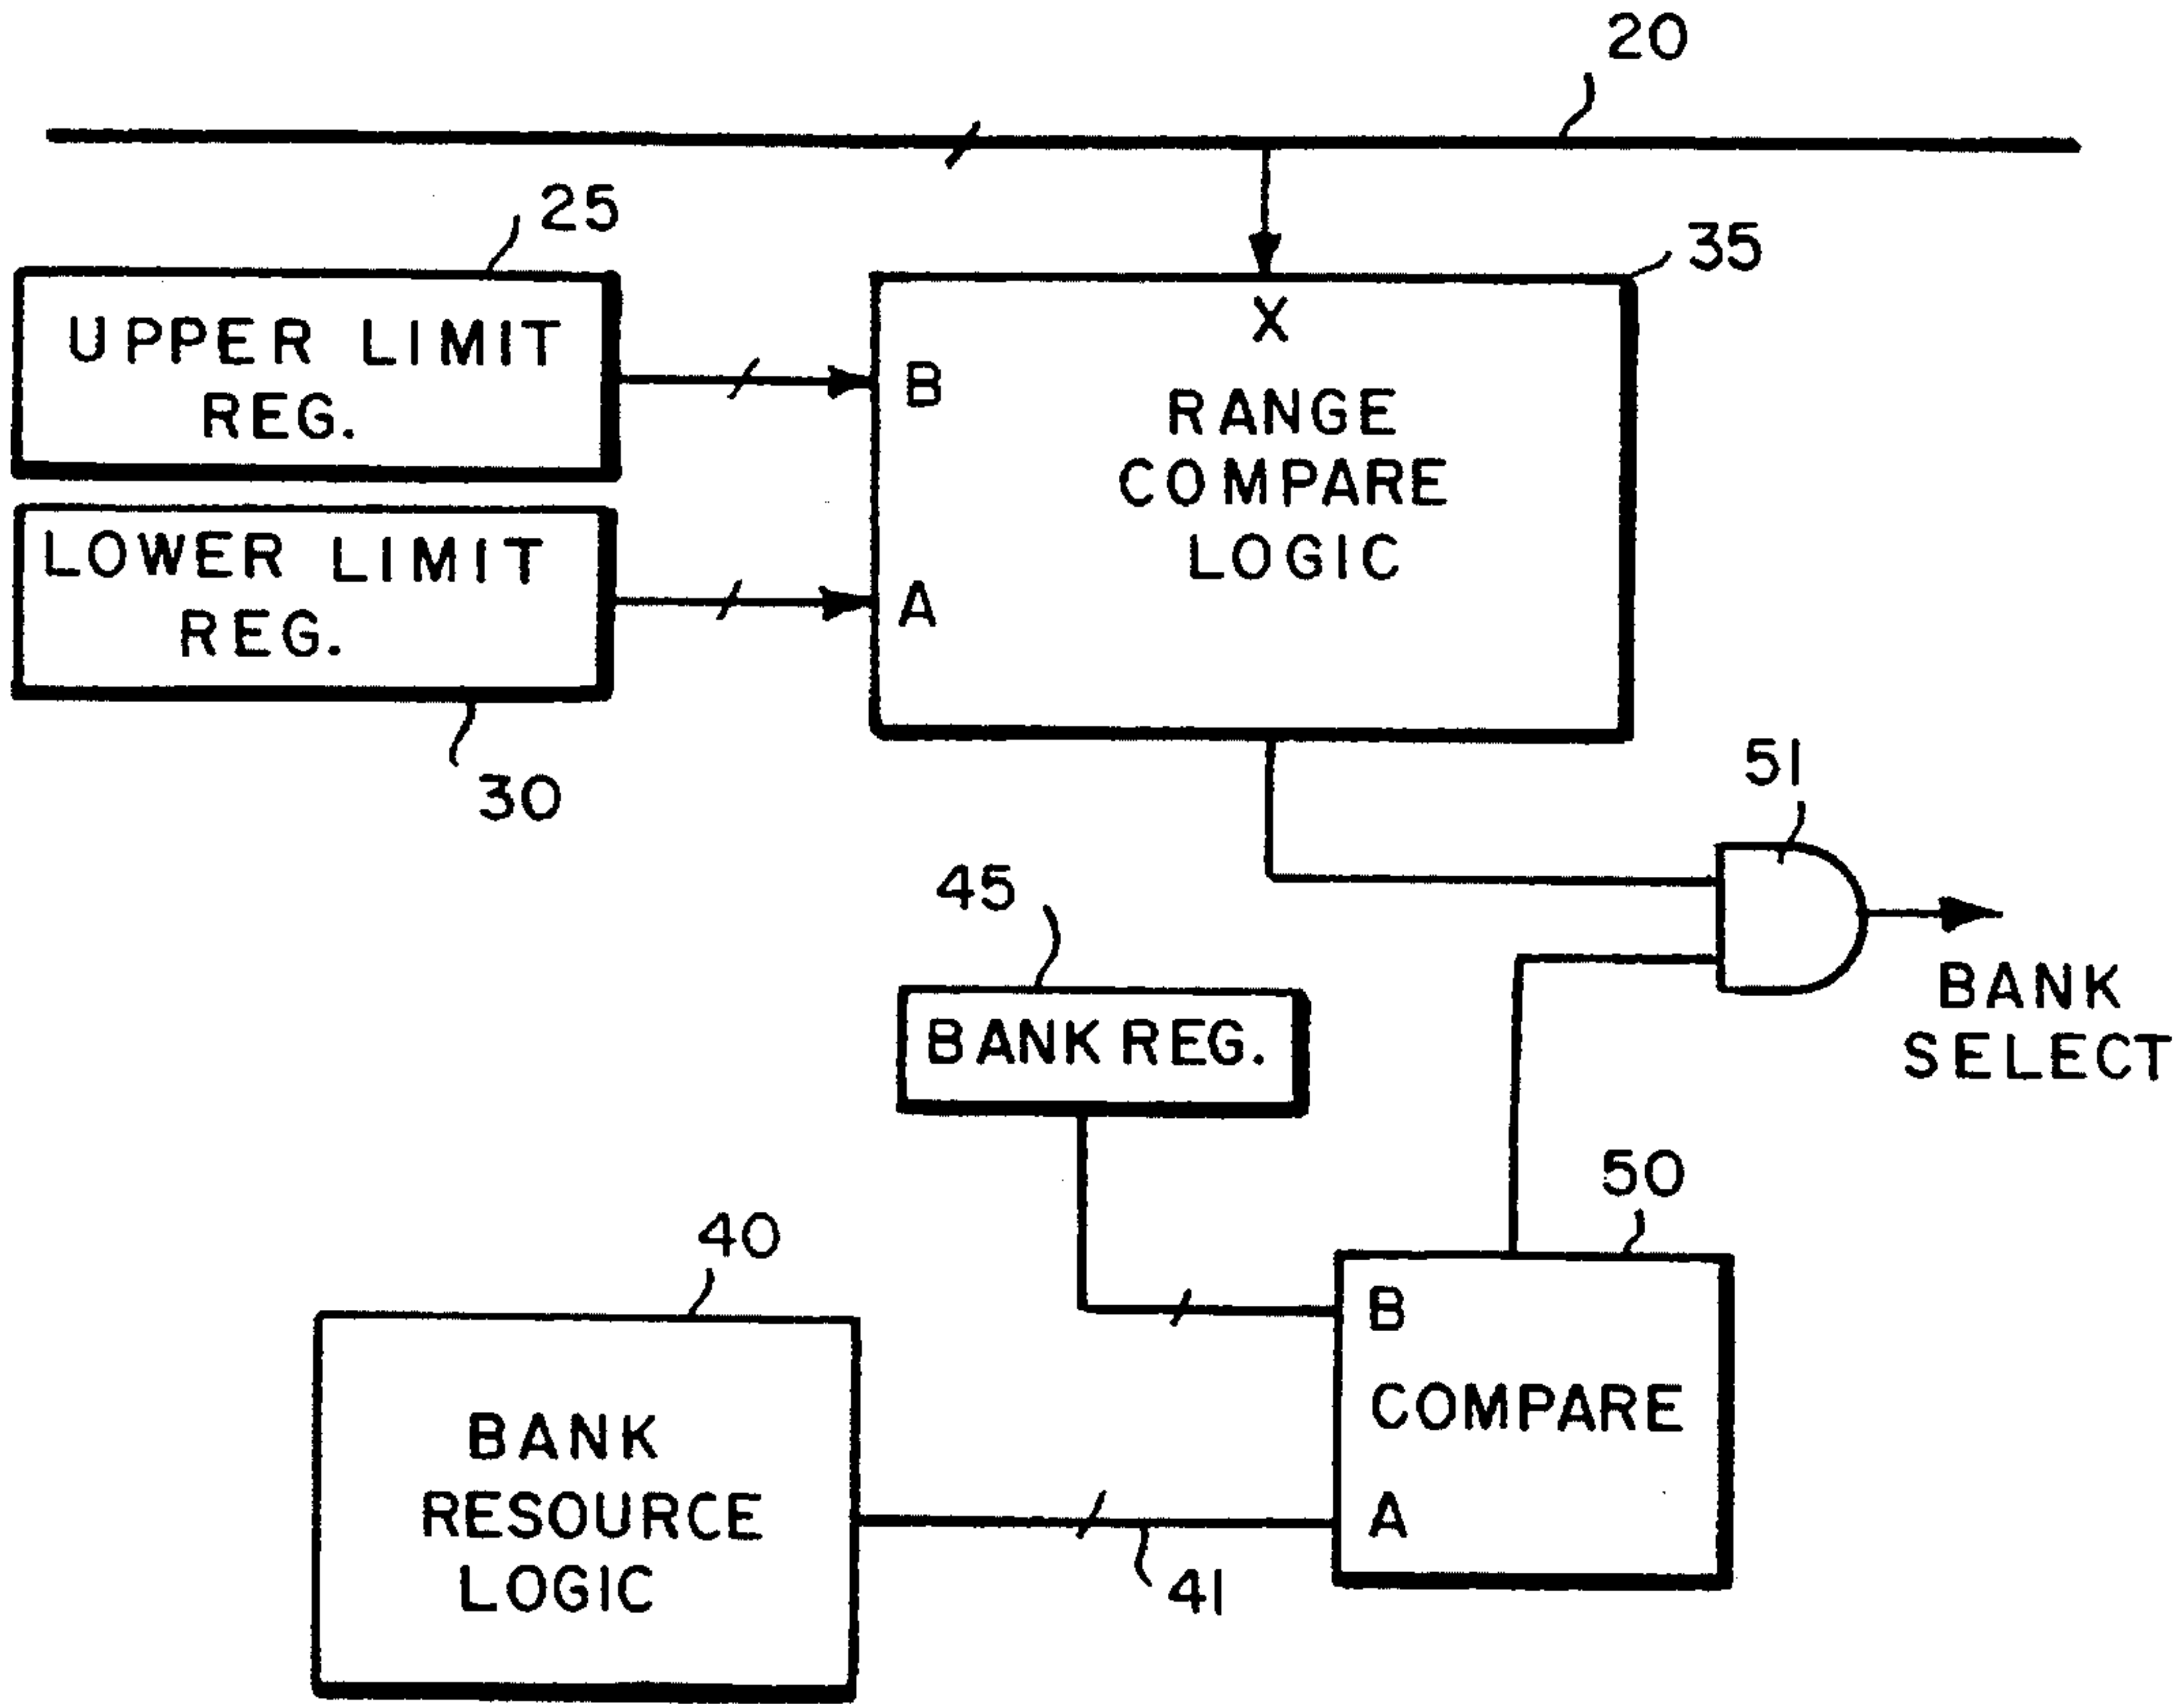 20
25
35
UPPER LIMIT
REG.
X
B
RANGE
COMPARE
LOGIC
LOWER LIMIT
REG.
A
30
51
45
BANK REG.
BANK
SELECT
50
40
B
COMPARE
A
BANK
RESOURCE
LOGIC
41